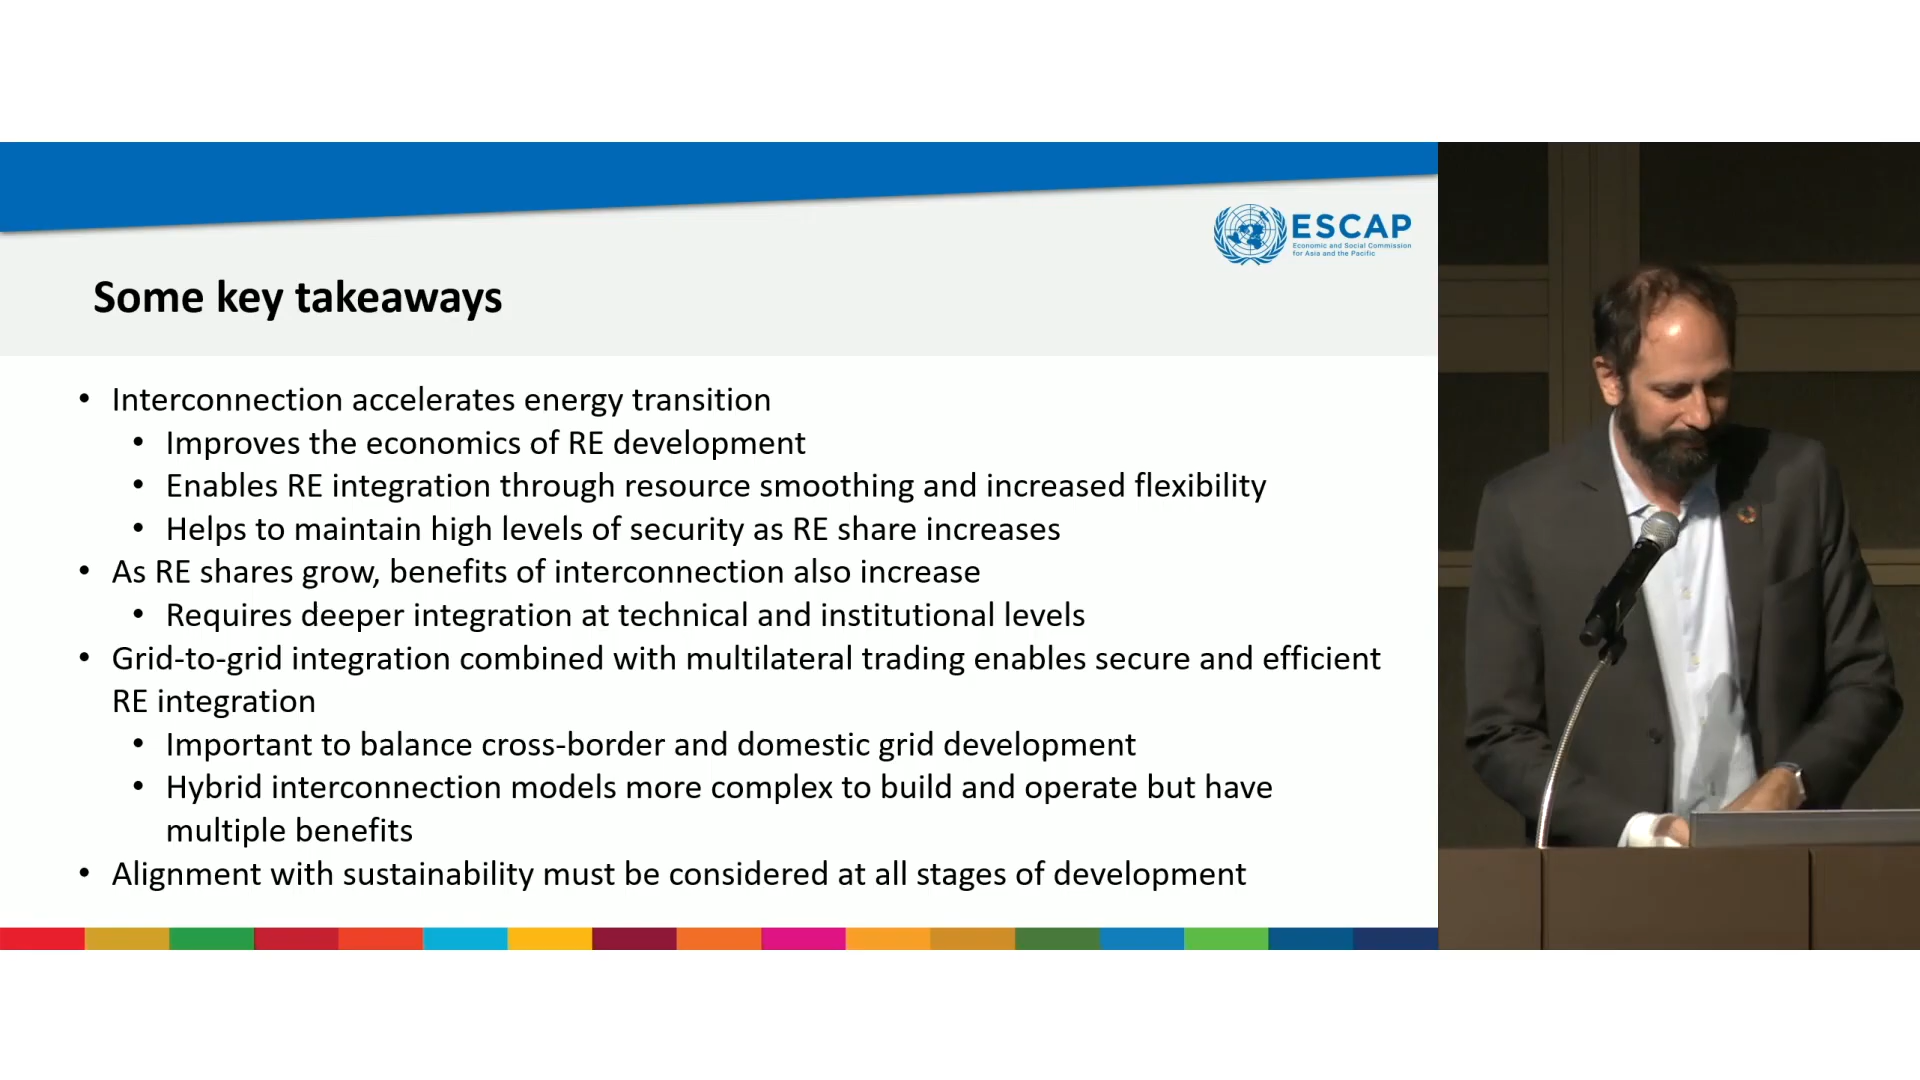 ESCAP
Economic and Social Commission
for Asia and the Pacific
Some key takeaways
• Interconnection accelerates energy transition
• Improves the economics of RE development
• Enables RE integration through resource smoothing and increased flexibility
• Helps to maintain high levels of security as RE share increases
• As RE shares grow, benefits of interconnection also increase
• Requires deeper integration at technical and institutional levels
• Grid-to-grid integration combined with multilateral trading enables secure and efficient
RE integration
• Important to balance cross-border and domestic grid development
• Hybrid interconnection models more complex to build and operate but have
multiple benefits
• Alignment with sustainability must be considered at all stages of development